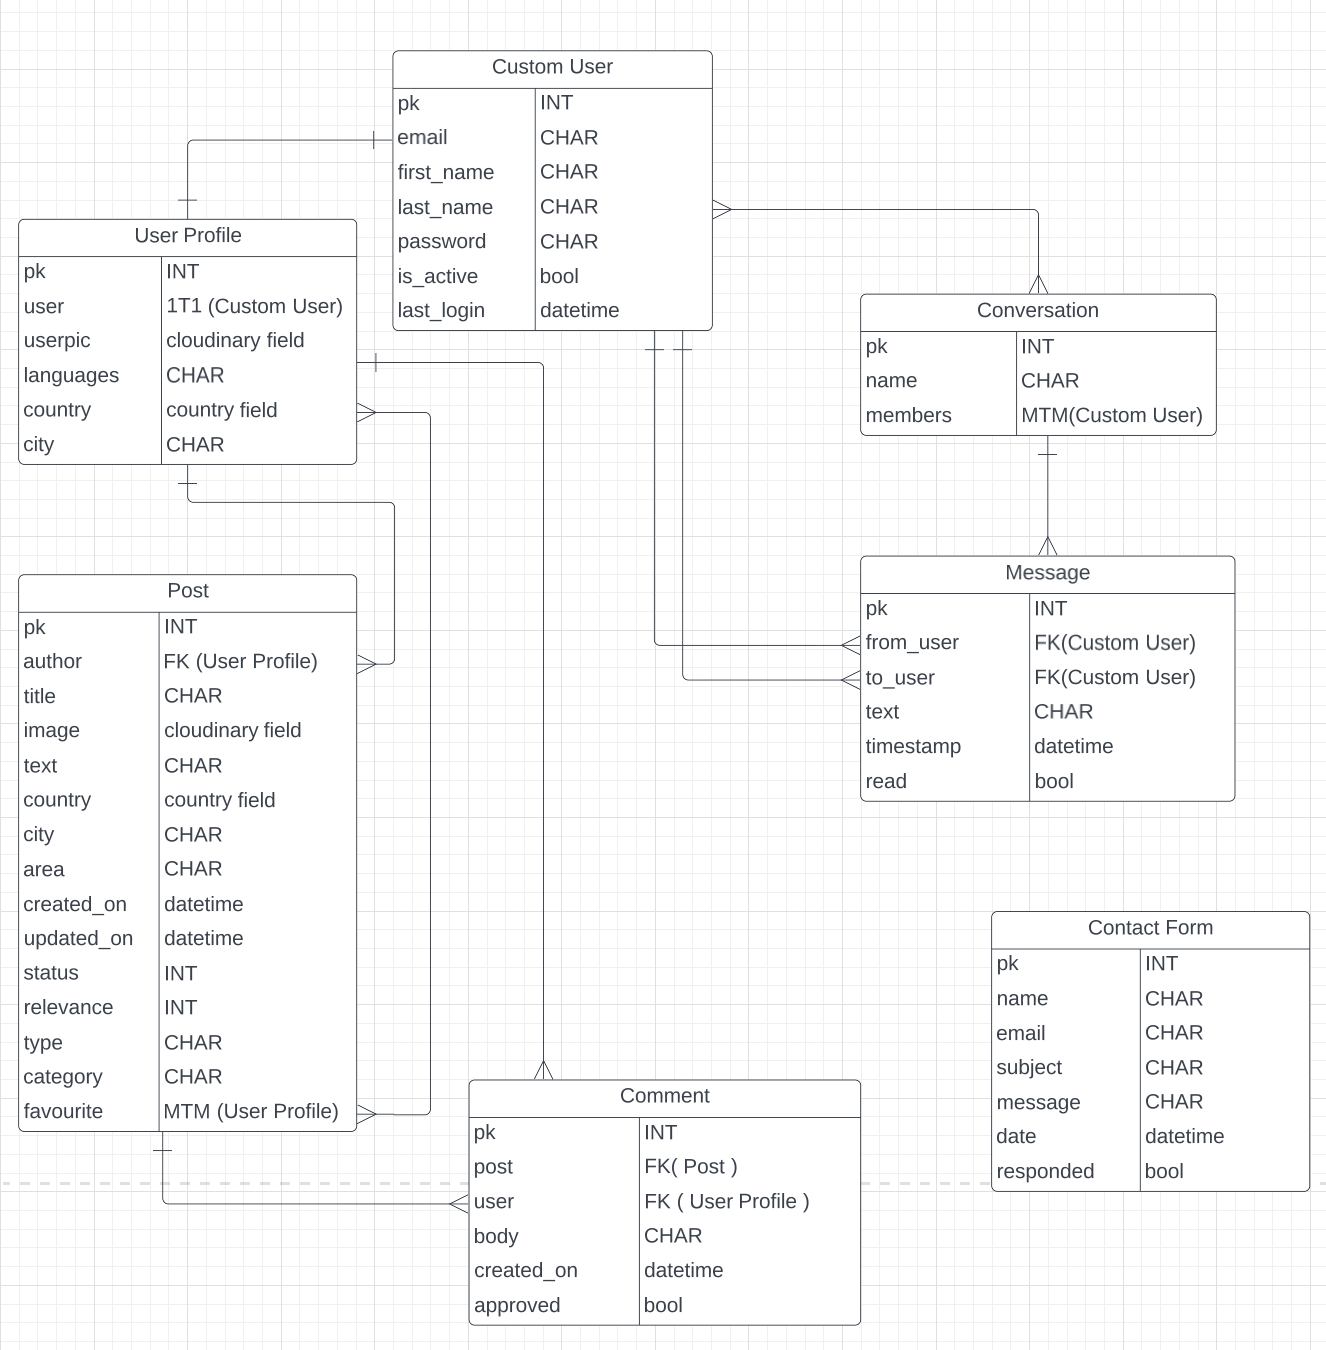 Custom User
pk INT
email CHAR
first_name CHAR
last_name CHAR
password CHAR
is_active bool
last_login datetime
User Profile
pk INT
user 1T1 (Custom User)
userpic cloudinary field
languages CHAR
country country field
city CHAR
Conversation
pk INT
name CHAR
members MTM(Custom User)
Post
pk INT
author FK (User Profile)
title CHAR
image cloudinary field
text CHAR
country country field
city CHAR
area CHAR
created_on datetime
updated_on datetime
status INT
relevance INT
type CHAR
category CHAR
favourite MTM (User Profile)
Message
pk INT
from_user FK(Custom User)
to_user FK(Custom User)
text CHAR
timestamp datetime
read bool
Contact Form
pk INT
name CHAR
email CHAR
subject CHAR
message CHAR
date datetime
responded bool
Comment
pk INT
post FK( Post )
user FK ( User Profile )
body CHAR
created_on datetime
approved bool